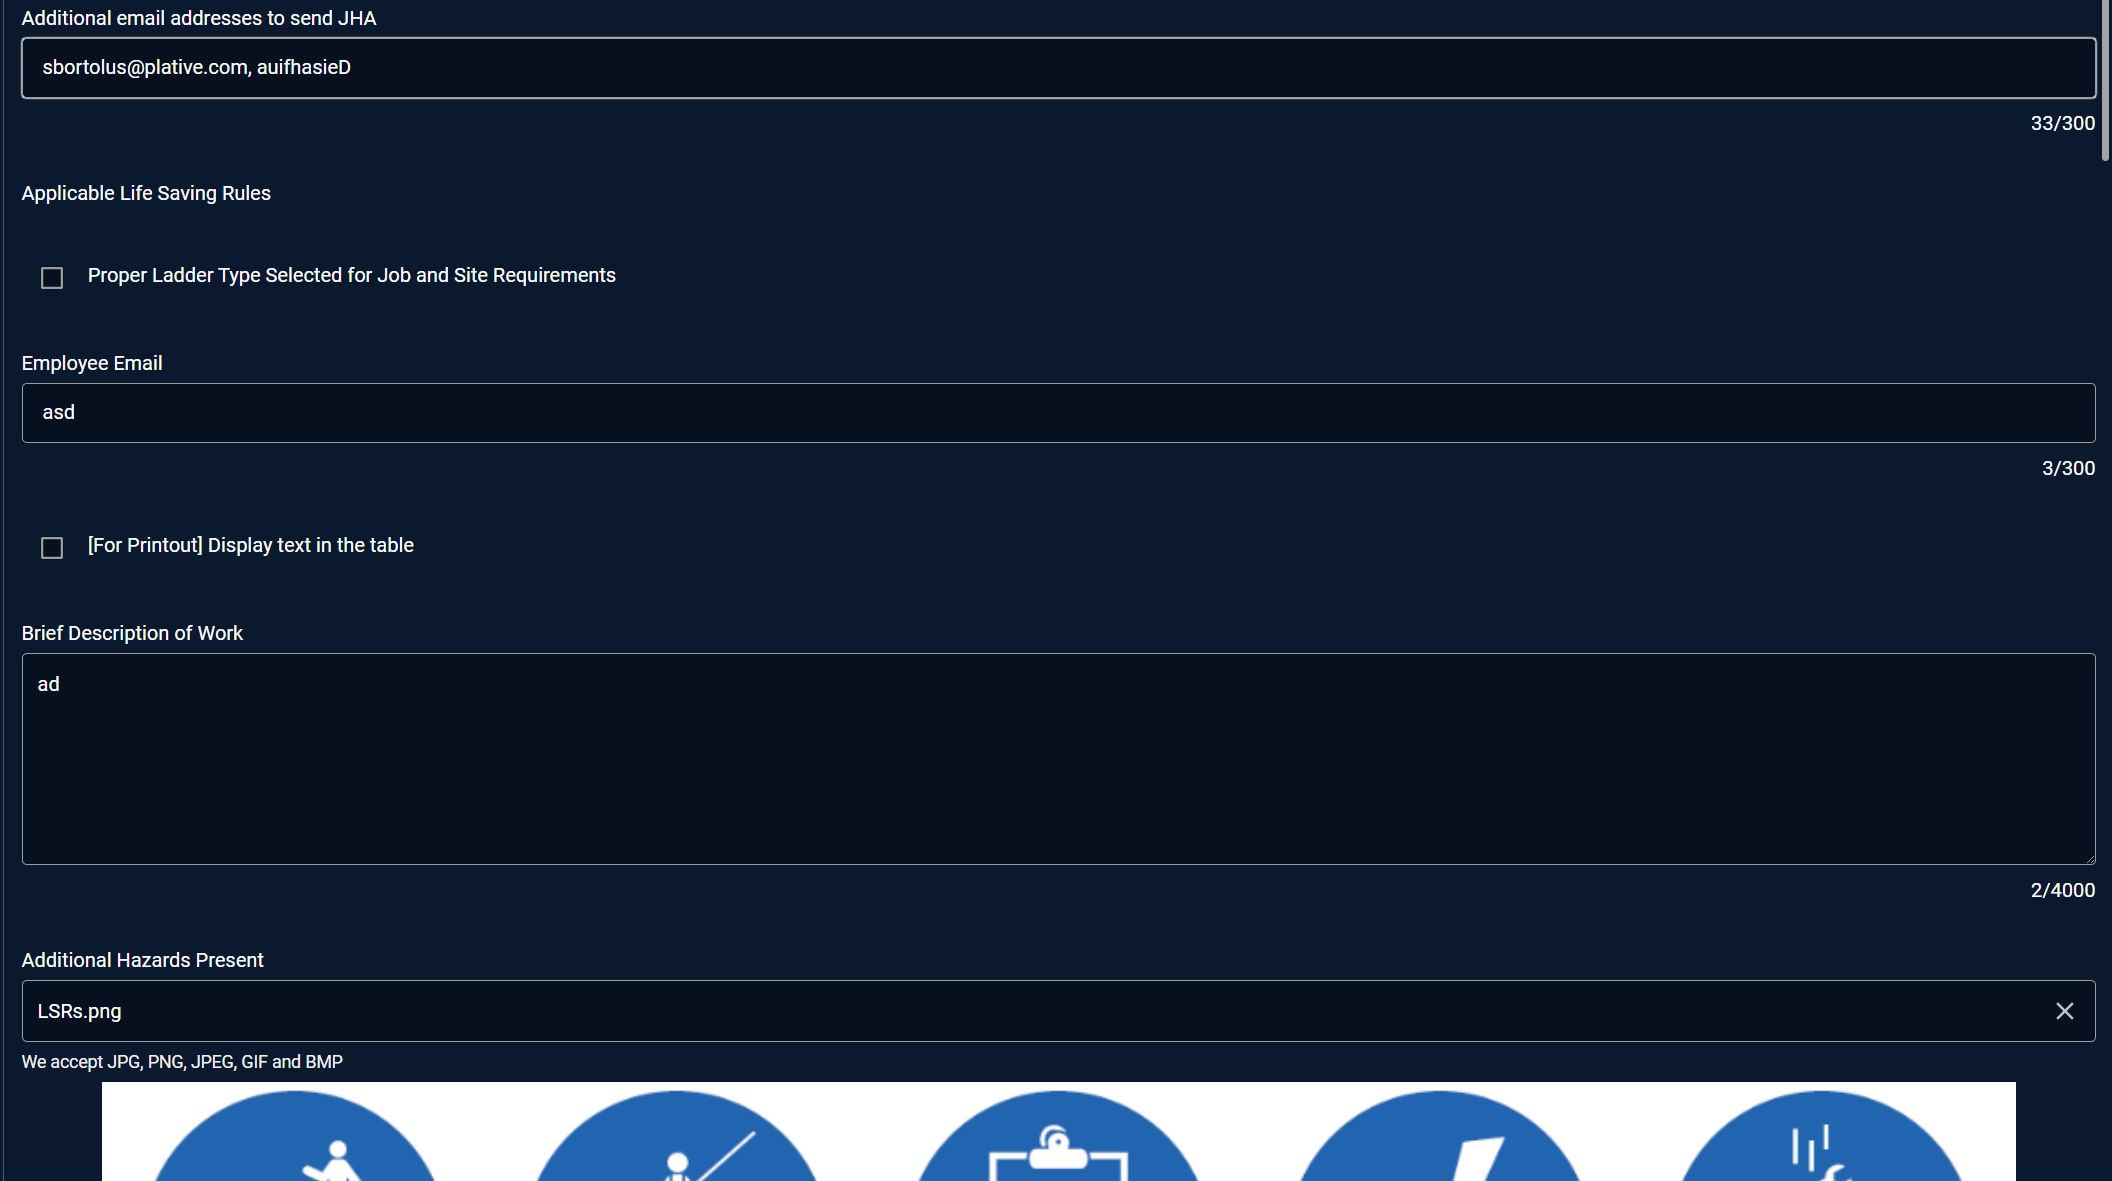 Additional email addresses to send JHA
sbortolus@plative.com, auifhasieD
33/300
Applicable Life Saving Rules
Proper Ladder Type Selected for Job and Site Requirements
Employee Email
asd
3/300
[For Printout] Display text in the table
Brief Description of Work
ad
2/4000
Additional Hazards Present
LSRs.png
We accept JPG, PNG, JPEG, GIF and BMP